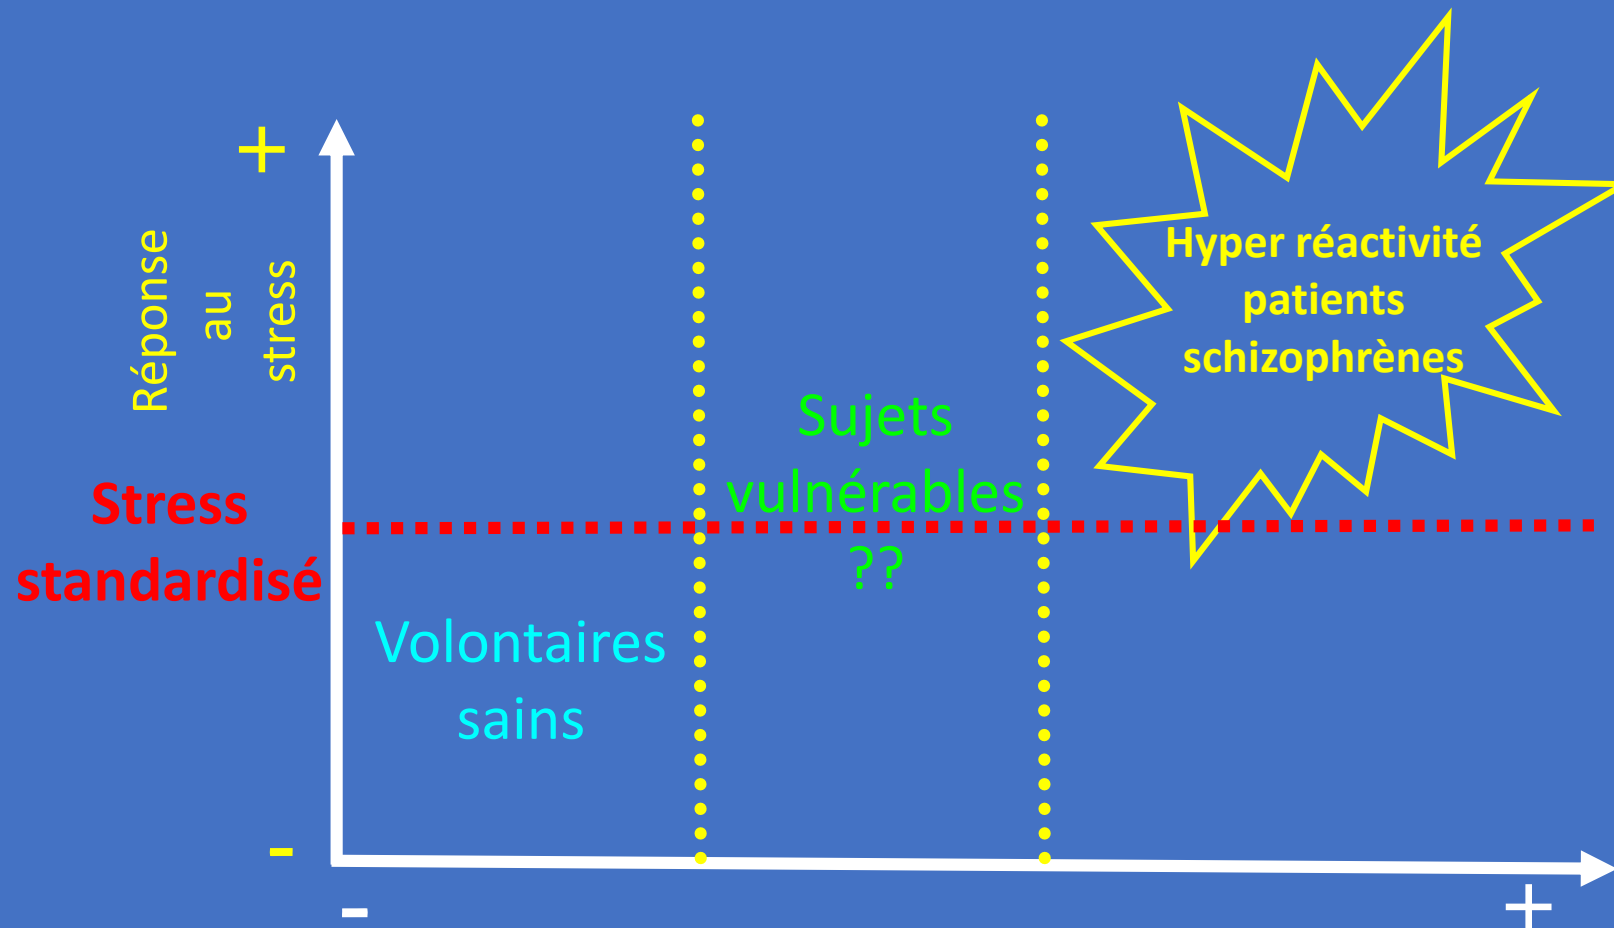 +
Réponse
au
stress
Hyper réactivité
patients
schizophrènes
Sujets
vulnérables
??
Stress
standardisé
Volontaires
sains
-
-
+